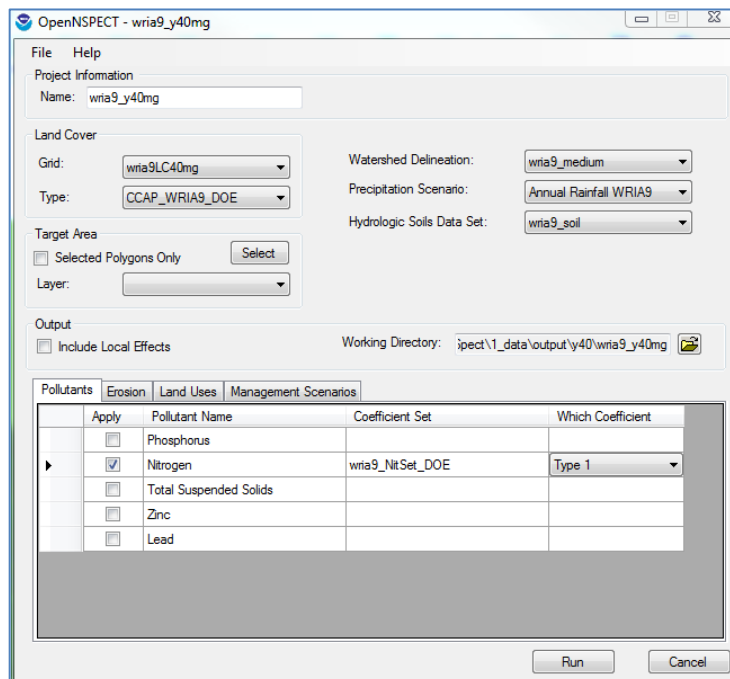 OpenNSPECT - wria9_y40mg
File Help
Project Information
Name: wria9_y40mg
Land Cover
Grid: wria9LC40mg
Type: CCAP_WRIA9_DOE
Watershed Delineation: wria9_medium
Precipitation Scenario: Annual Rainfall WRIA9
Hydrologic Soils Data Set: wria9_soil
Target Area
Selected Polygons Only Select
Layer:
Output
Include Local Effects
Working Directory: pect\1_data\output\y40\wria9_y40mg
Pollutants Erosion Land Uses Management Scenarios
Apply Pollutant Name Coefficient Set Which Coefficient
Phosphorus
Nitrogen wria9_NitSet_DOE Type 1
Total Suspended Solids
Zinc
Lead
Run Cancel